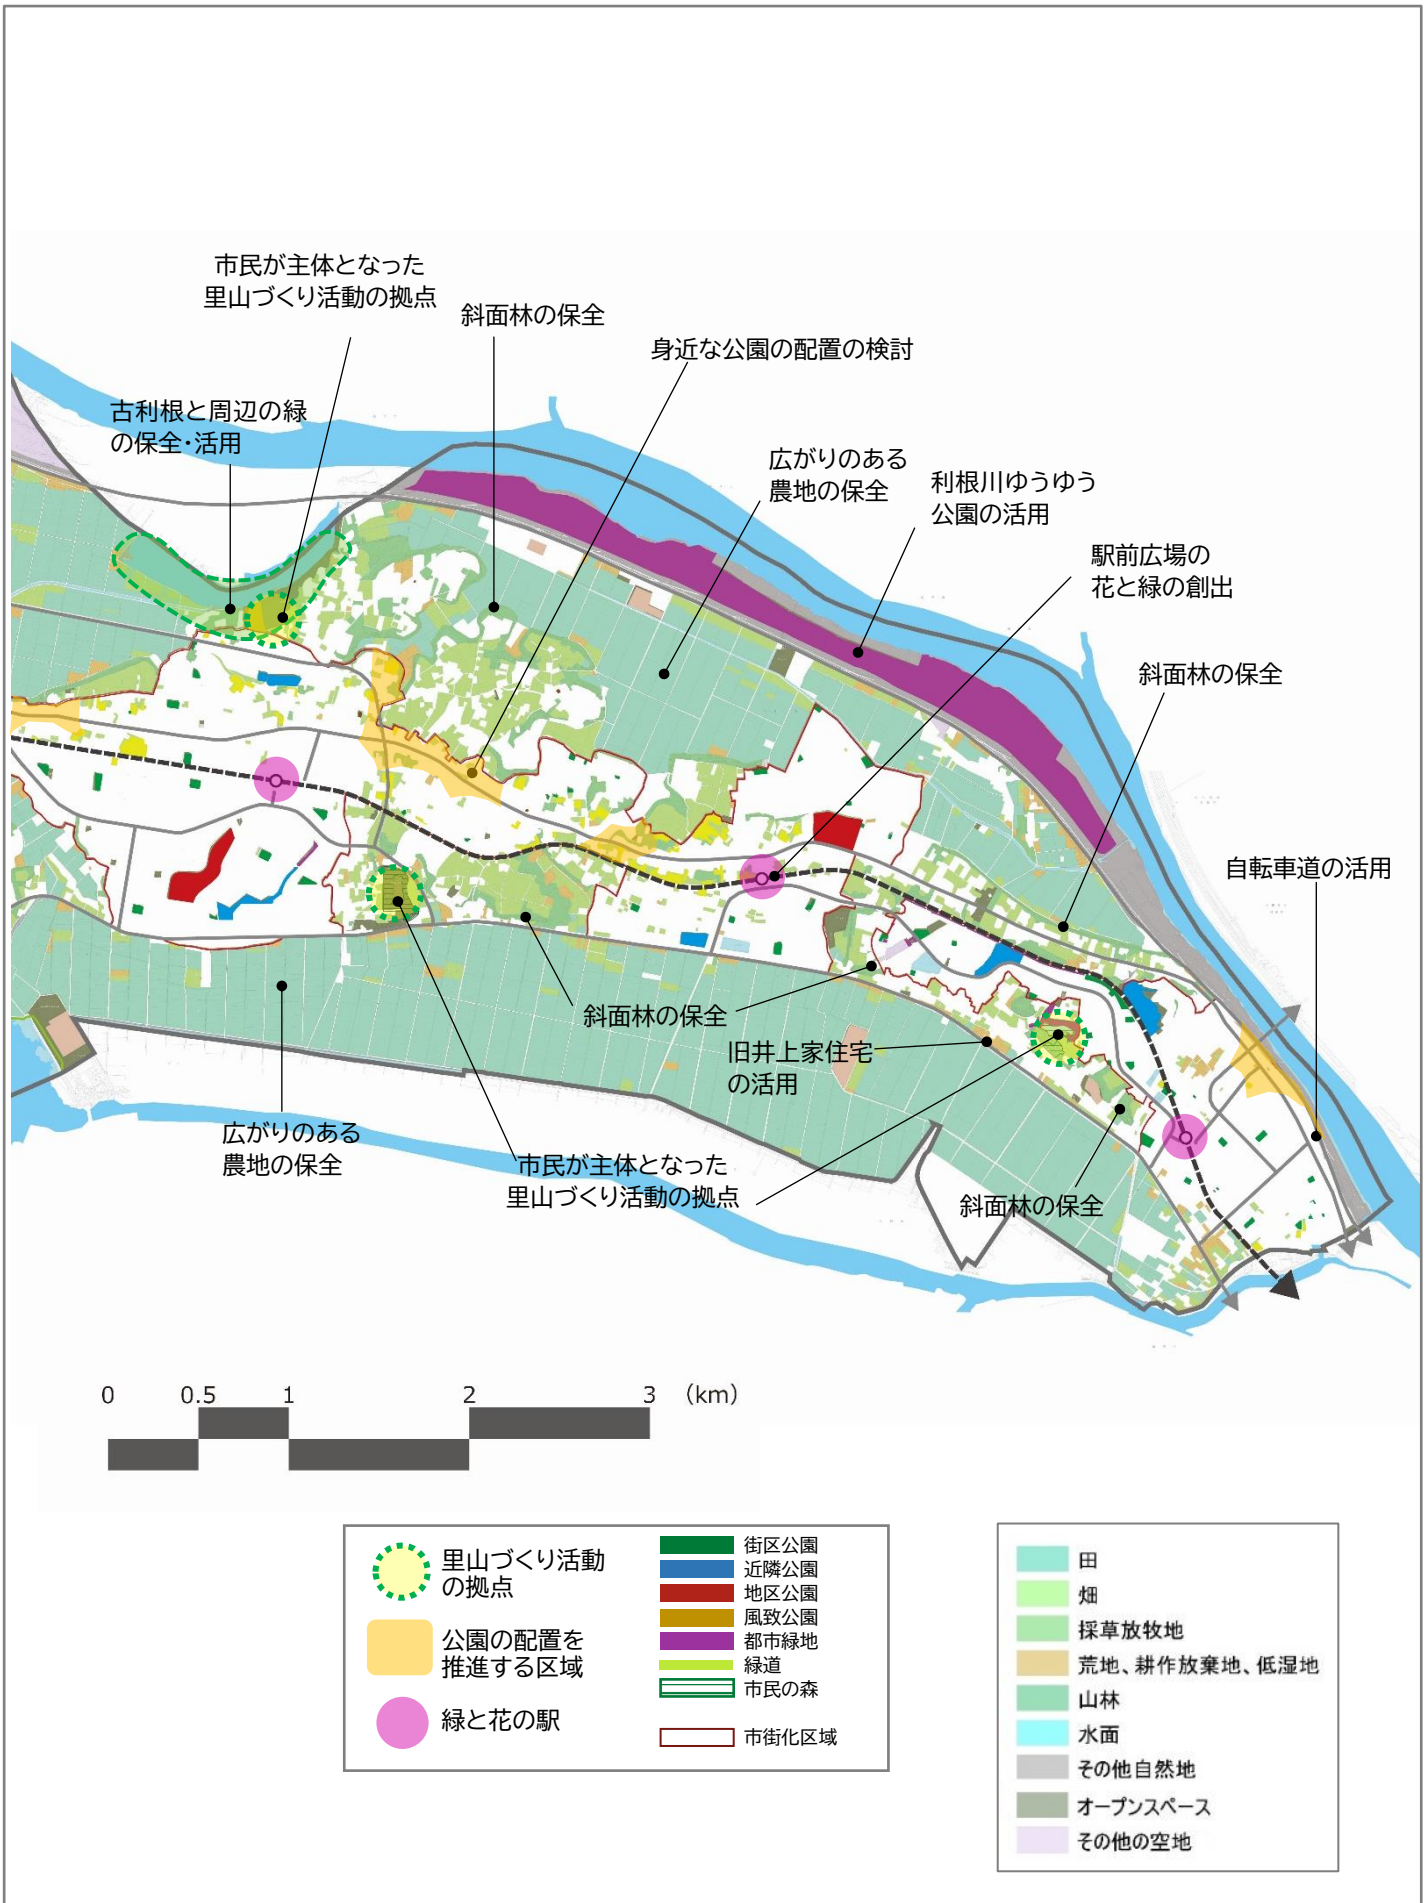 市民が主体となった
里山づくり活動の拠点
斜面林の保全
身近な公園の配置の検討
古利根と周辺の緑
の保全・活用
広がりのある
農地の保全
利根川ゆうゆう
公園の活用
駅前広場の
花と緑の創出
斜面林の保全
自転車道の活用
斜面林の保全
旧井上家住宅
の活用
広がりのある
農地の保全
市民が主体となった
里山づくり活動の拠点
斜面林の保全
0 0.5 1 2 3 (km)
里山づくり活動
の拠点
公園の配置を
推進する区域
緑と花の駅
街区公園
近隣公園
地区公園
風致公園
都市緑地
緑道
市民の森
市街化区域
田
畑
採草放牧地
荒地、耕作放棄地、低湿地
山林
水面
その他自然地
オープンスペース
その他の空地